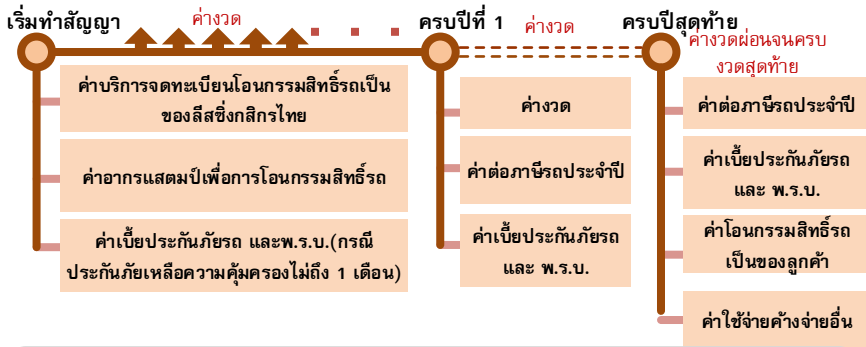 เริ่มทำสัญญา
ค่างวด
ครบปีที่ 1
ค่างวด
ครบปีสุดท้าย
ค่างวดผ่อนจนครบ
งวดสุดท้าย
ค่าบริการจดทะเบียนโอนกรรมสิทธิ์รถเป็น
ของลีสซิ่งกสิกรไทย
ค่าอากรแสตมป์เพื่อการโอนกรรมสิทธิ์รถ
ค่าเบี้ยประกันภัยรถ และพ.ร.บ.(กรณี
ประกันภัยเหลือความคุ้มครองไม่ถึง 1 เดือน)
ค่างวด
ค่าต่อภาษีรถประจำปี
ค่าเบี้ยประกันภัยรถ
และ พ.ร.บ.
ค่าต่อภาษีรถประจำปี
ค่าเบี้ยประกันภัยรถ
และ พ.ร.บ.
ค่าโอนกรรมสิทธิ์รถ
เป็นของลูกค้า
ค่าใช้จ่ายค้างจ่ายอื่น